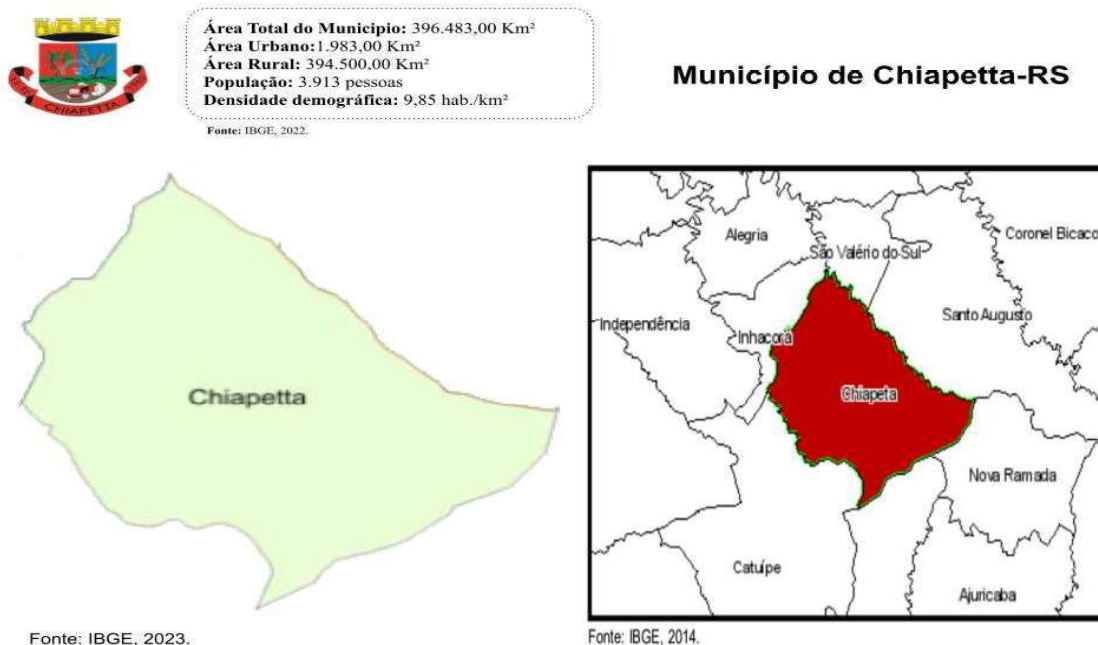 Área Total do Municipio: 396.483,00 Km²
Área Urbano:1.983,00 Km²
Área Rural: 394.500,00 Km²
População: 3.913 pessoas
Densidade demográfica: 9,85 hab./km²
Fonte: IBGE, 2022.
CHIAPETTA
Município de Chiapetta-RS
Chiapetta
Fonte: IBGE, 2023.
Alegria
Coronel Bicaco
São Valério do Sul
Independência
Santo Augusto
Inhacorá
Chiapeta
Nova Ramada
Catuípe
Ajuricaba
Fonte: IBGE, 2014.